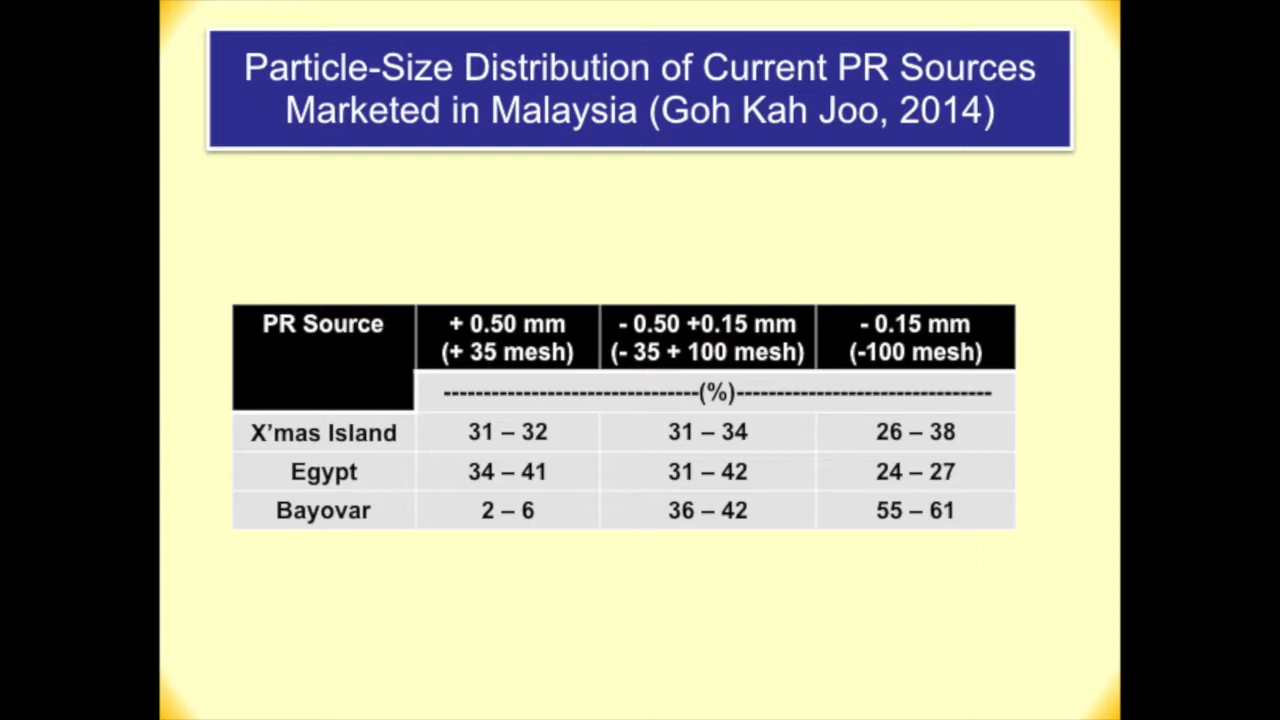 Particle-Size Distribution of Current PR Sources
Marketed in Malaysia (Goh Kah Joo, 2014)
PR Source + 0.50 mm - 0.50 +0.15 mm - 0.15 mm
(+ 35 mesh) (- 35 + 100 mesh) (-100 mesh)
-------------------------------(%)-------------------------------
X'mas Island 31 – 32 31 – 34 26 – 38
Egypt 34 – 41 31 – 42 24 – 27
Bayovar 2 – 6 36 – 42 55 – 61